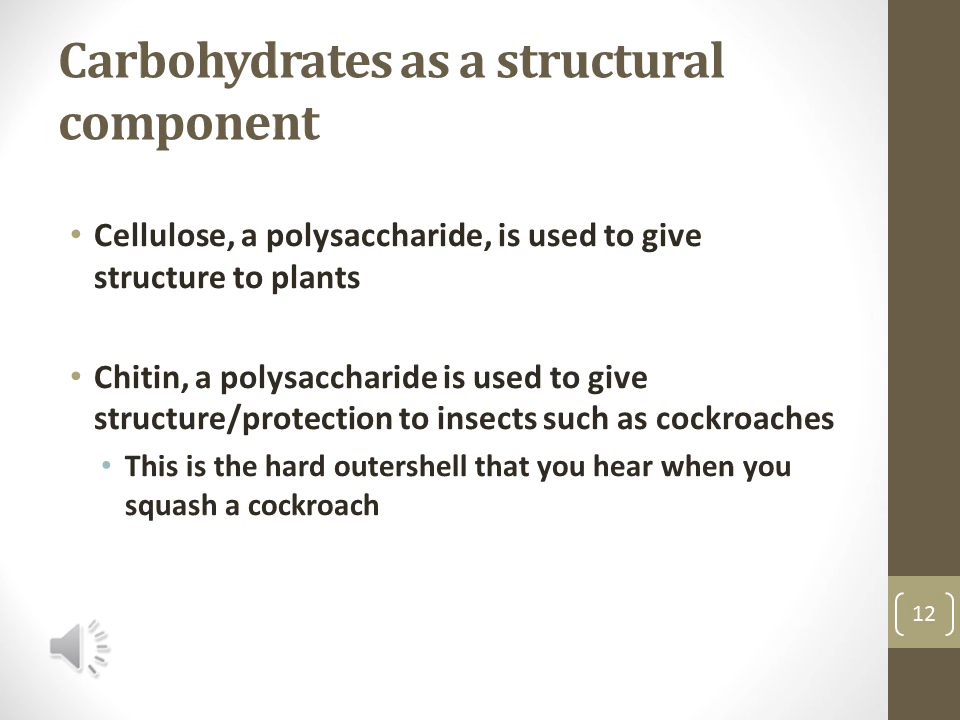 Carbohydrates as a structural
component
• Cellulose, a polysaccharide, is used to give
structure to plants
• Chitin, a polysaccharide is used to give
structure/protection to insects such as cockroaches
• This is the hard outershell that you hear when you
squash a cockroach
12